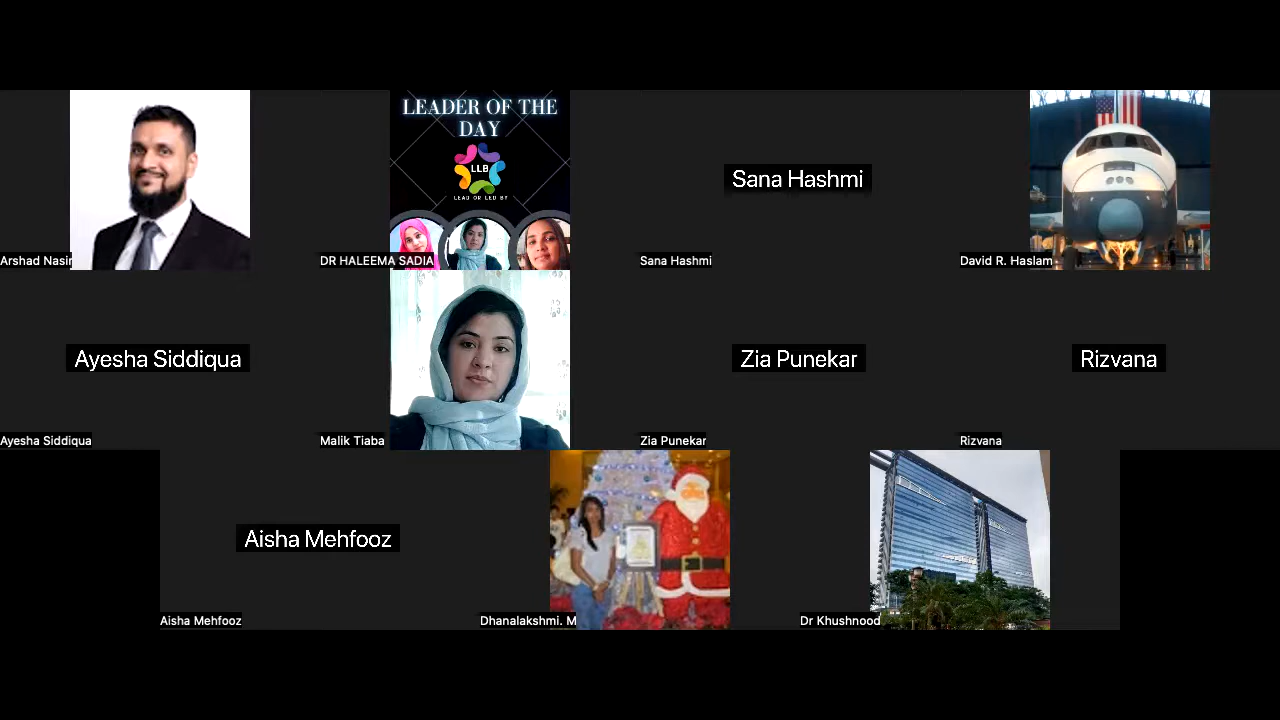 LEADER OF THE
DAY
LLB
LEAD OR LED BY
Sana Hashmi
Arshad Nasir
DR HALEEMA SADIA
Sana Hashmi
David R. Haslam
Ayesha Siddiqua
Zia Punekar
Rizvana
Ayesha Siddiqua
Malik Tiaba
Zia Punekar
Rizvana
Aisha Mehfooz
Aisha Mehfooz
Dhanalakshmi. M
Dr Khushnood